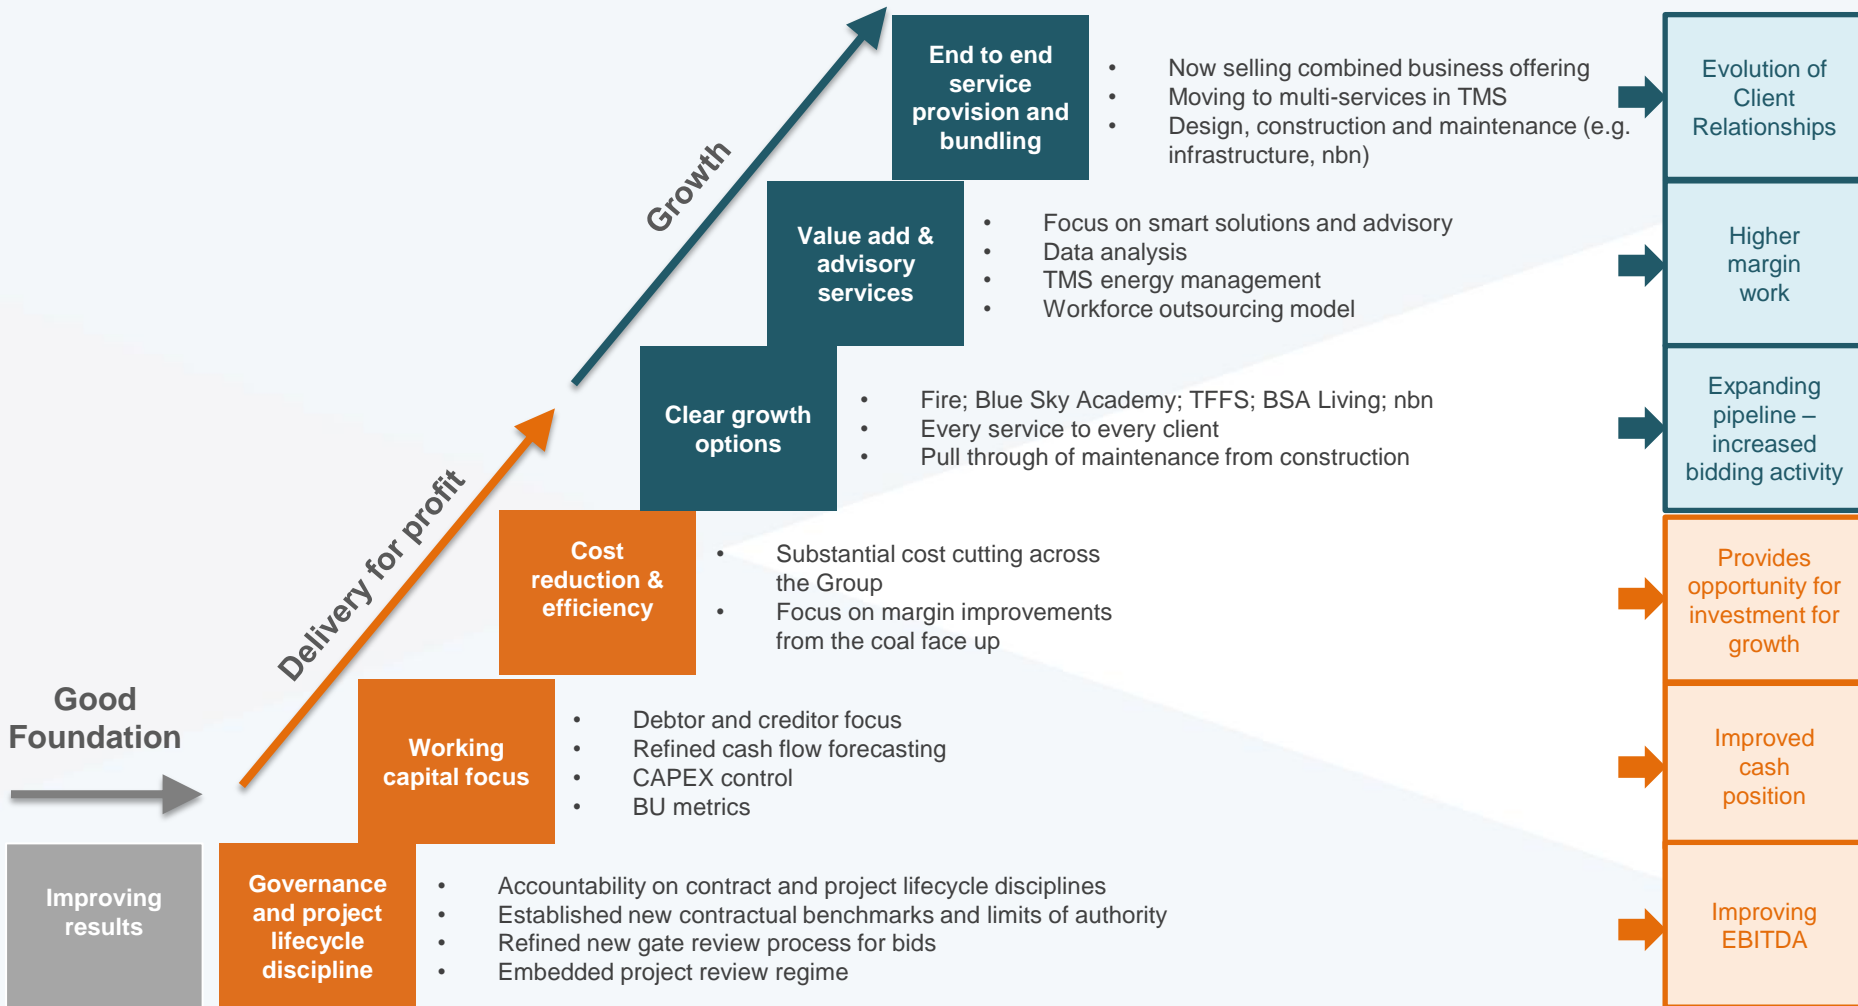 End to end
service
provision and
bundling
• Now selling combined business offering
• Moving to multi-services in TMS
• Design, construction and maintenance (e.g.
infrastructure, nbn)
Evolution of
Client
Relationships
Growth
Value add &
advisory
services
• Focus on smart solutions and advisory
• Data analysis
• TMS energy management
• Workforce outsourcing model
Higher
margin
work
Clear growth
options
• Fire; Blue Sky Academy; TFFS; BSA Living; nbn
• Every service to every client
• Pull through of maintenance from construction
Expanding
pipeline –
increased
bidding activity
Delivery for profit
Cost
reduction &
efficiency
• Substantial cost cutting across
the Group
• Focus on margin improvements
from the coal face up
Provides
opportunity for
investment for
growth
Good
Foundation
Working
capital focus
• Debtor and creditor focus
• Refined cash flow forecasting
• CAPEX control
• BU metrics
Improved
cash
position
Improving
results
Governance
and project
lifecycle
discipline
• Accountability on contract and project lifecycle disciplines
• Established new contractual benchmarks and limits of authority
• Refined new gate review process for bids
• Embedded project review regime
Improving
EBITDA